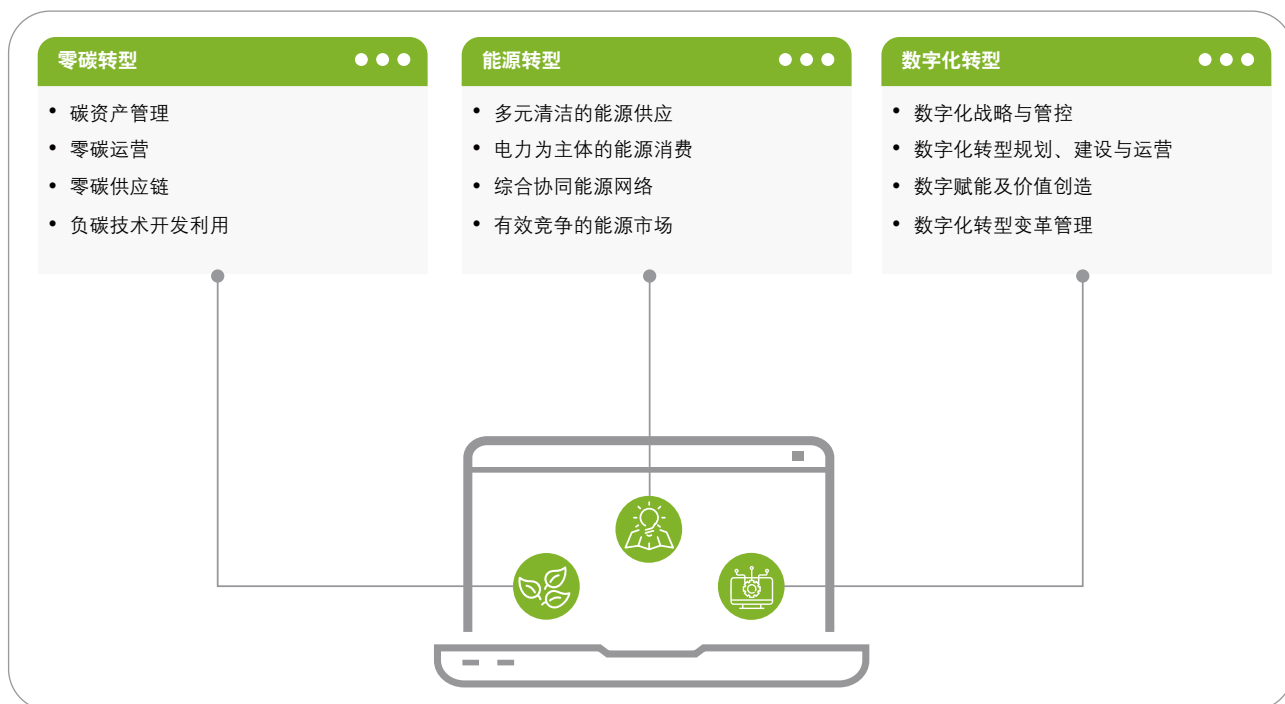 零碳转型
• 碳资产管理
• 零碳运营
• 零碳供应链
• 负碳技术开发利用
能源转型
• 多元清洁的能源供应
• 电力为主体的能源消费
• 综合协同能源网络
• 有效竞争的能源市场
数字化转型
• 数字化战略与管控
• 数字化转型规划、建设与运营
• 数字赋能及价值创造
• 数字化转型变革管理